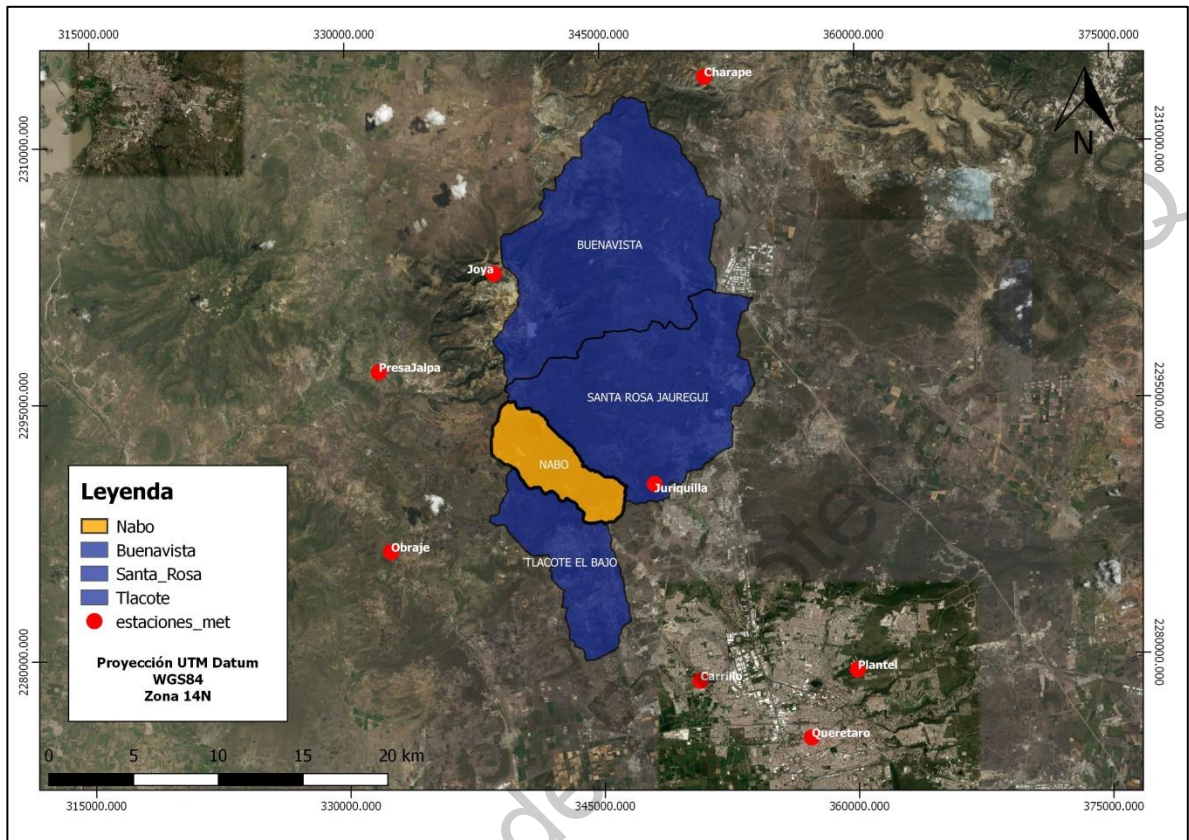 315000.000
330000.000
345000.000
360000.000
375000.000
Charape
N
2310000.000
2310000.000
BUENAVISTA
Joya
PresaJalpa
2295000.000
2295000.000
SANTA ROSA JAUREGUI
NABO
Juriquilla
Leyenda
Nabo
Buenavista
Santa_Rosa
Tlacote
estaciones_met
Proyección UTM Datum
WGS84
Zona 14N
Obraje
TLACOTE EL BAJO
2280000.000
2280000.000
Carrillo
Plantel
Queretaro
0 5 10 15 20 km
315000.000
330000.000
345000.000
360000.000
375000.000